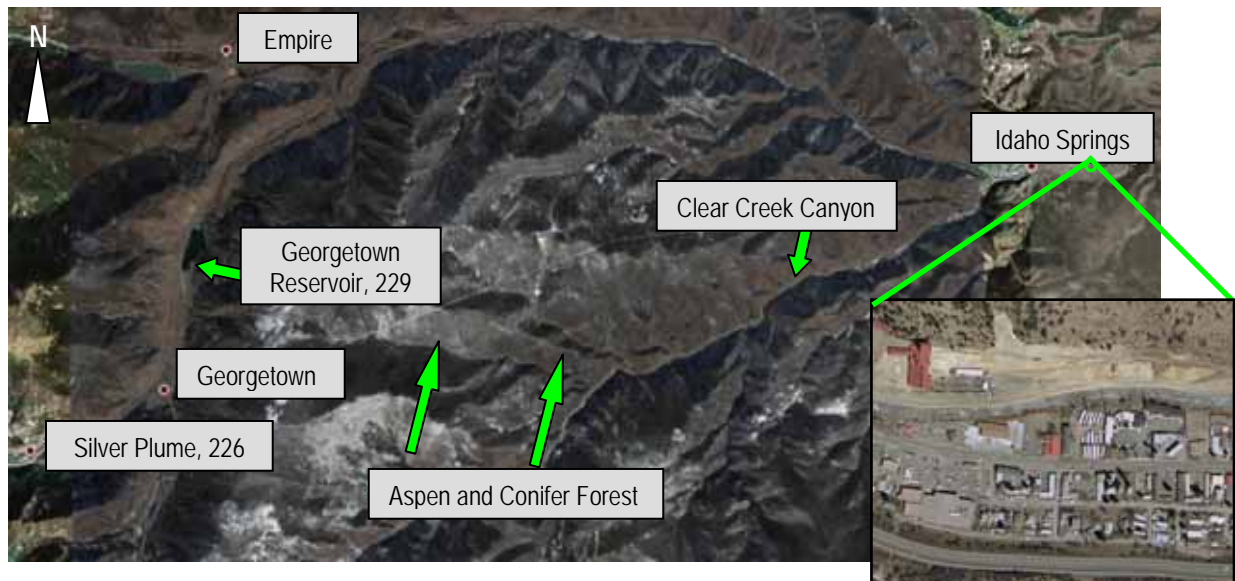 N
Empire
Idaho Springs
Clear Creek Canyon
Georgetown
Reservoir, 229
Georgetown
Silver Plume, 226
Aspen and Conifer Forest